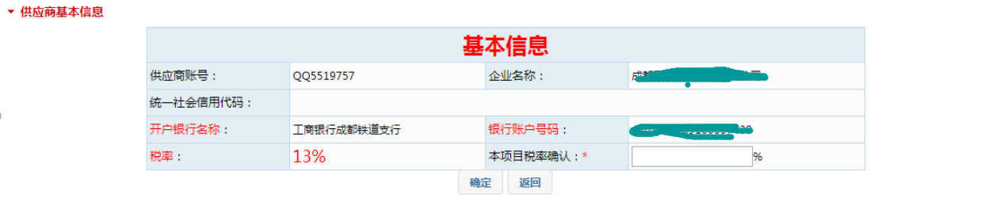 供应商基本信息
基本信息
供应商账号： QQ5519757 企业名称： 成
统一社会信用代码：
开户银行名称： 工商银行成都铁道支行 银行账户号码：
税率： 13% 本项目税率确认：* %
确定 返回